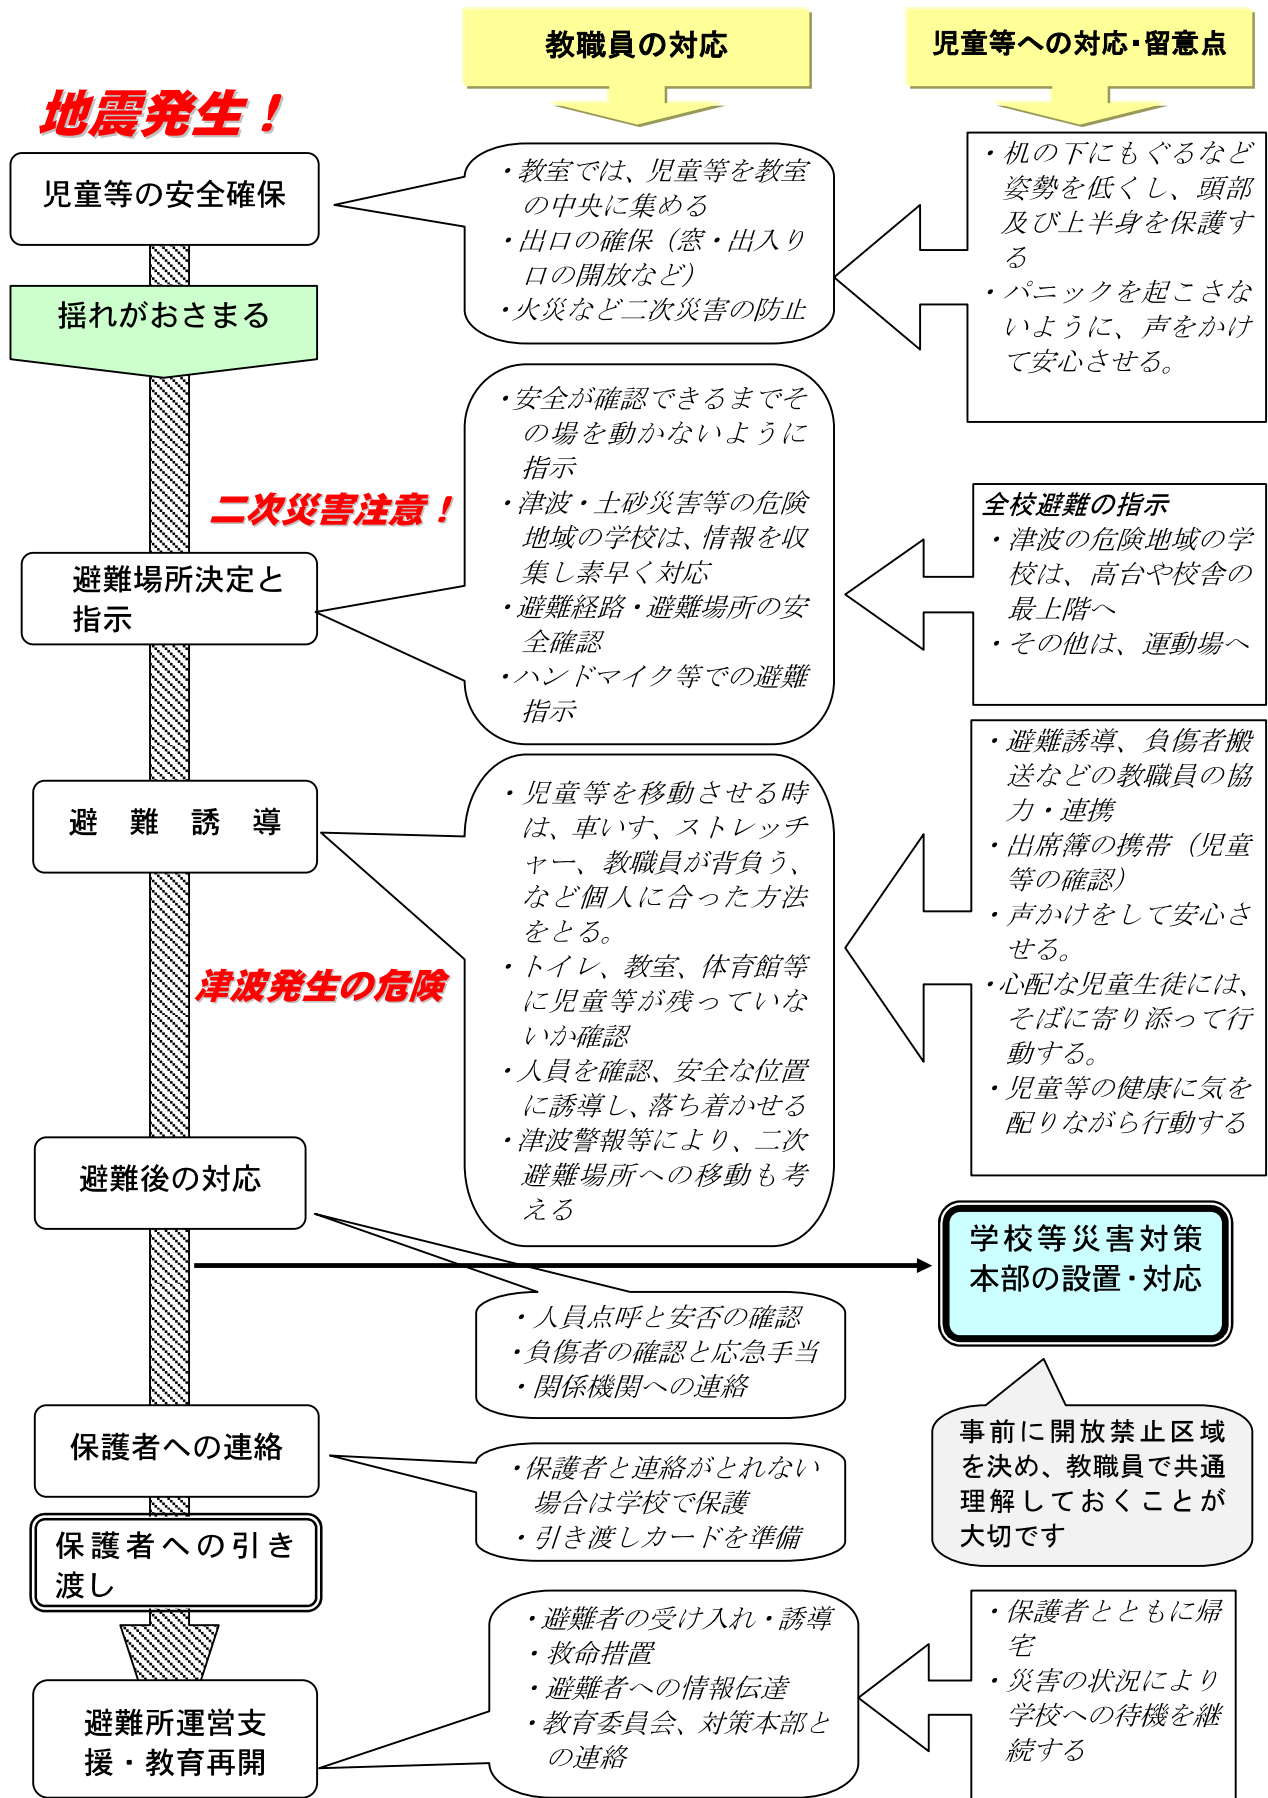 教職員の対応
児童等への対応・留意点
地震発生！
児童等の安全確保
・教室では、児童等を教室
の中央に集める
・出口の確保（窓・出入り
口の開放など）
・火災など二次災害の防止
・机の下にもぐるなど
姿勢を低くし、頭部
及び上半身を保護す
る
・パニックを起こさな
いように、声をかけ
て安心させる。
揺れがおさまる
・安全が確認できるまでそ
の場を動かないように
指示
・津波・土砂災害等の危険
地域の学校は、情報を収
集し素早く対応
・避難経路・避難場所の安
全確認
・ハンドマイク等での避難
指示
二次災害注意！
全校避難の指示
・津波の危険地域の学
校は、高台や校舎の
最上階へ
・その他は、運動場へ
避難場所決定と
指示
避　難　誘　導
・児童等を移動させる時
は、車いす、ストレッチ
ャー、教職員が背負う、
など個人に合った方法
をとる。
・トイレ、教室、体育館等
に児童等が残っていな
いか確認
・人員を確認、安全な位置
に誘導し、落ち着かせる
・津波警報等により、二次
避難場所への移動も考
える
・避難誘導、負傷者搬
送などの教職員の協
力・連携
・出席簿の携帯（児童
等の確認）
・声かけをして安心さ
せる。
・心配な児童生徒には、
そばに寄り添って行
動する。
・児童等の健康に気を
配りながら行動する
津波発生の危険
避難後の対応
学校等災害対策
本部の設置・対応
・人員点呼と安否の確認
・負傷者の確認と応急手当
・関係機関への連絡
事前に開放禁止区域
を決め、教職員で共通
理解しておくことが
大切です
保護者への連絡
・保護者と連絡がとれない
場合は学校で保護
・引き渡しカードを準備
保護者への引き
渡し
・避難者の受け入れ・誘導
・救命措置
・避難者への情報伝達
・教育委員会、対策本部と
の連絡
・保護者とともに帰
宅
・災害の状況により
学校への待機を継
続する
避難所運営支
援・教育再開